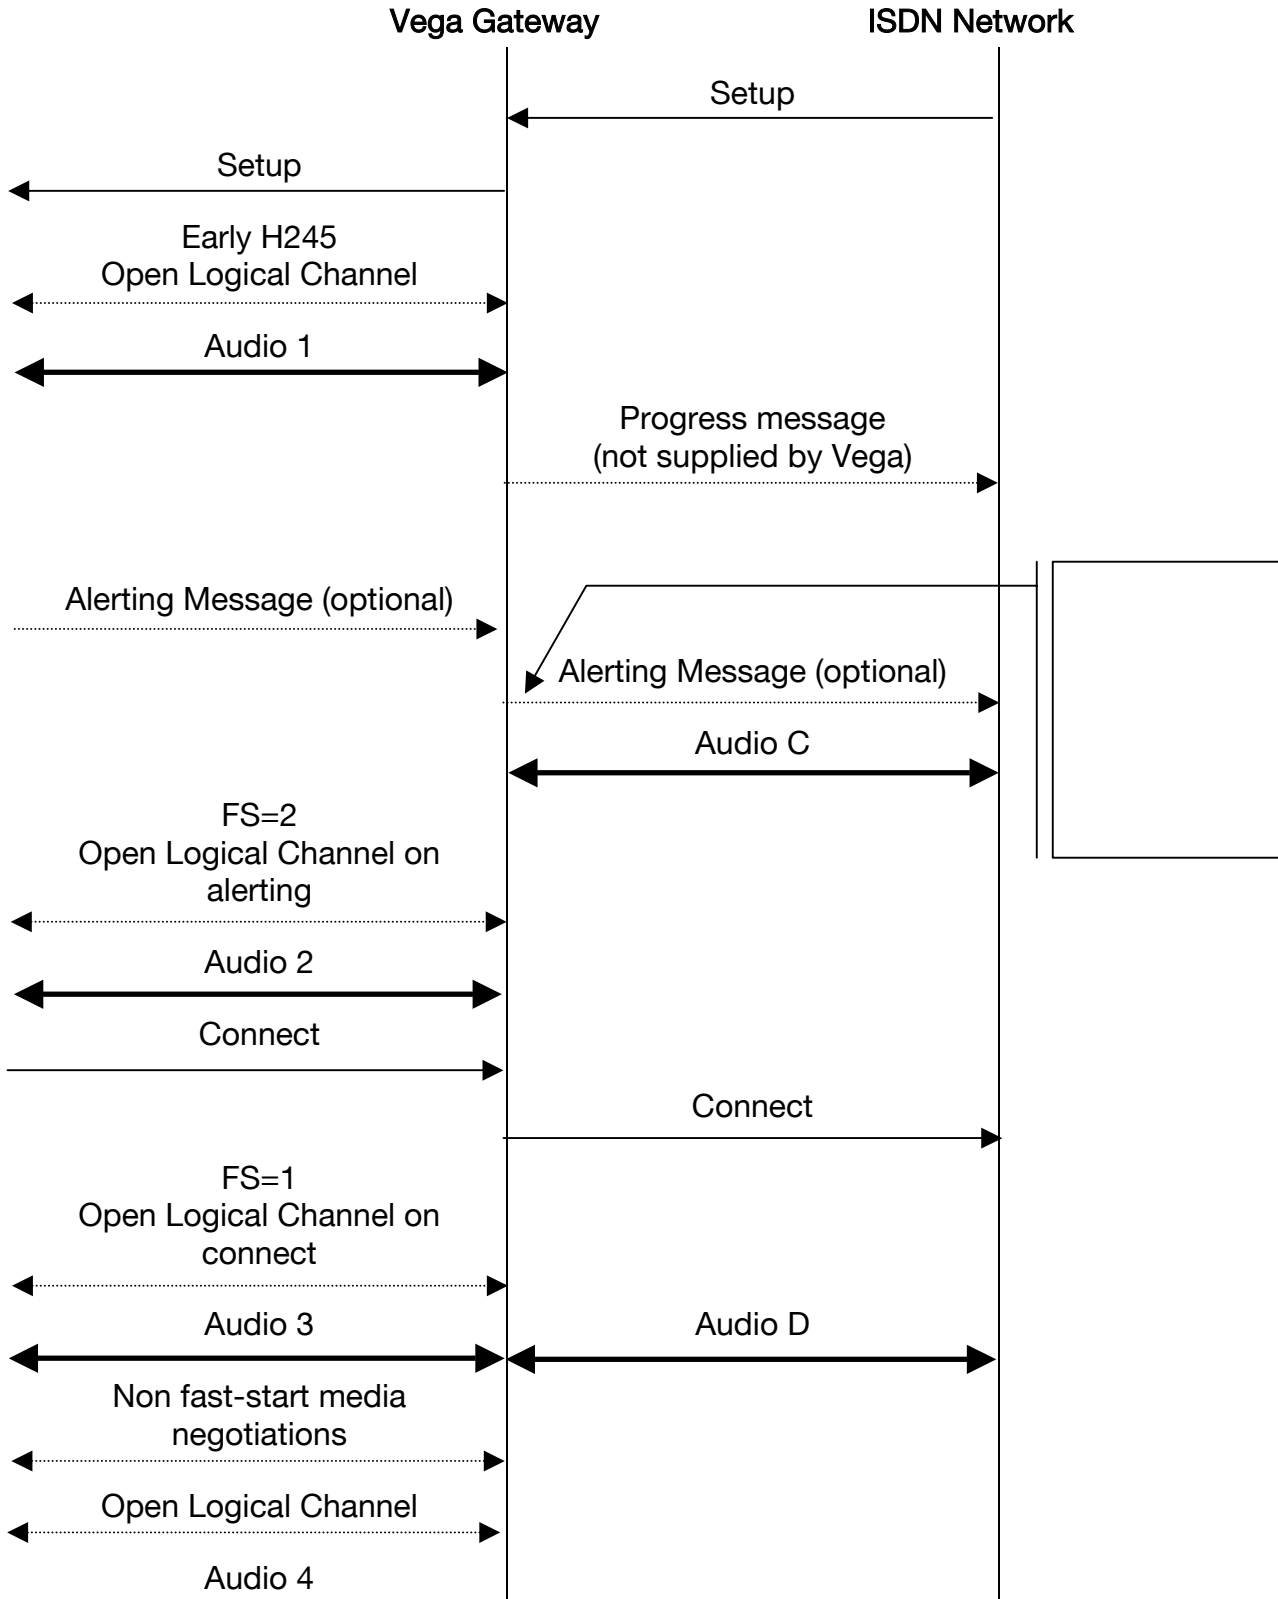 Vega Gateway
ISDN Network
Setup
Setup
Early H245
Open Logical Channel
Audio 1
Progress message
(not supplied by Vega)
Alerting Message (optional)
Alerting Message (optional)
Audio C
FS=2
Open Logical Channel on
alerting
Audio 2
Connect
Connect
FS=1
Open Logical Channel on
connect
Audio 3
Audio D
Non fast-start media
negotiations
Open Logical Channel
Audio 4